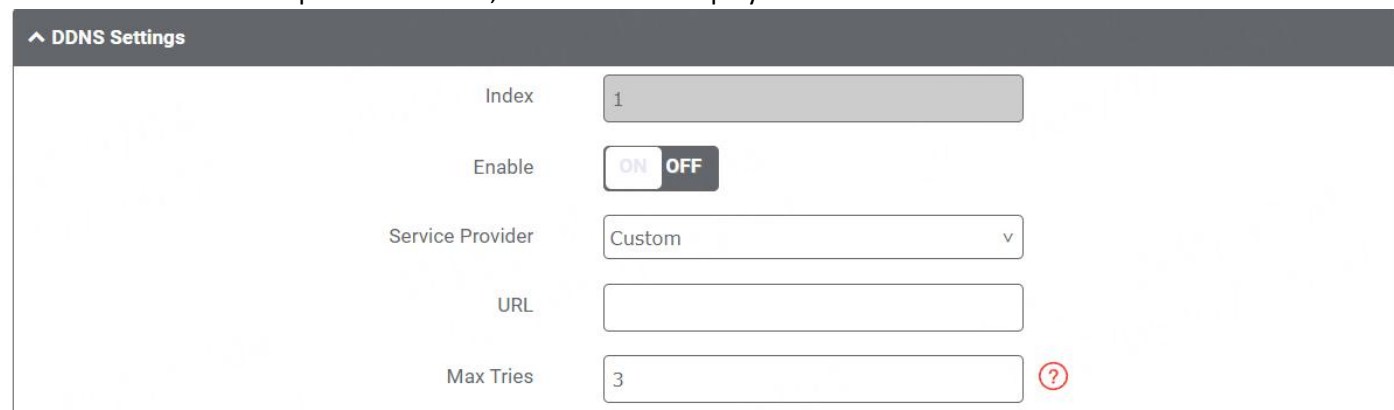 DDNS Settings
Index 1
Enable ON OFF
Service Provider Custom
URL
Max Tries 3